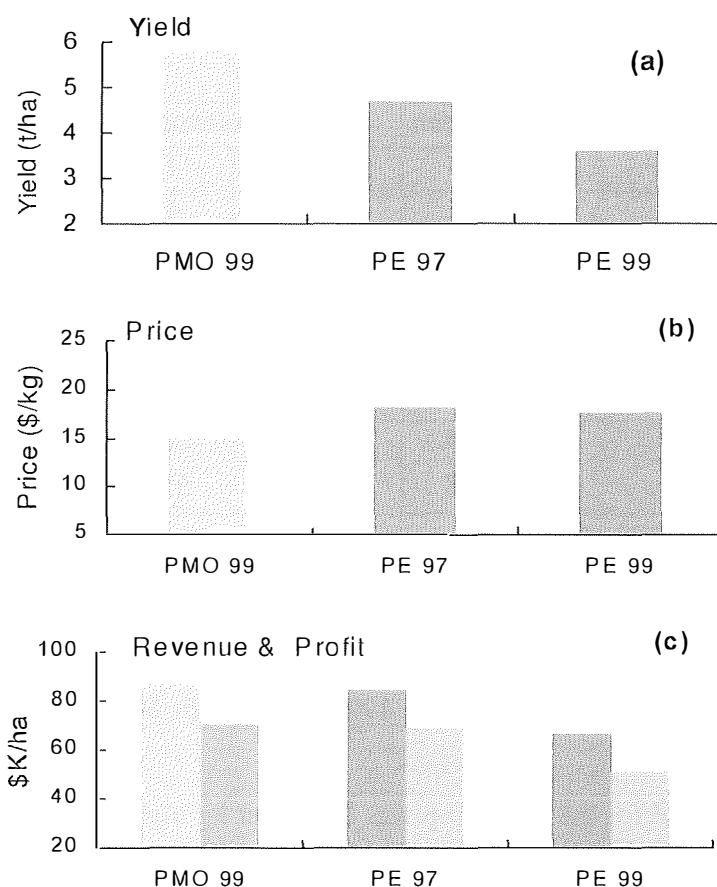 Yield
(a)
6
5
4
3
2
Yield (t/ha)
PMO 99 PE 97 PE 99
Price
(b)
25
20
15
10
5
Price ($/kg)
PMO 99 PE 97 PE 99
Revenue & Profit
(c)
100
80
60
40
20
$K/ha
PMO 99 PE 97 PE 99